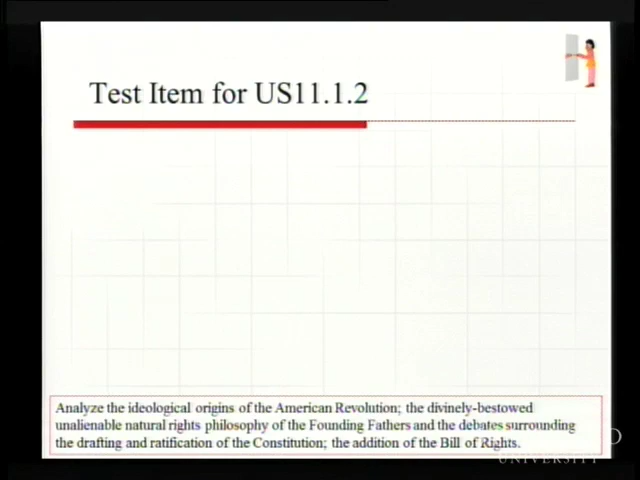 Test Item for US11.1.2
Analyze the ideological origins of the American Revolution; the divinely-bestowed
unalienable natural rights philosophy of the Founding Fathers and the debates surrounding
the drafting and ratification of the Constitution; the addition of the Bill of Rights.
UNIVERSITY